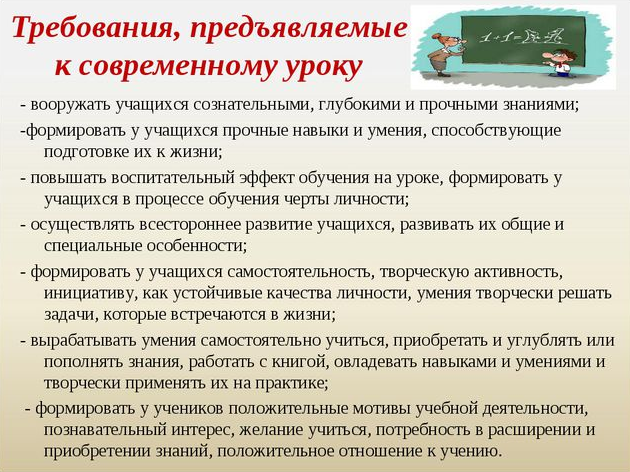 Требования, предъявляемые
к современному уроку
- вооружать учащихся сознательными, глубокими и прочными знаниями;
-формировать у учащихся прочные навыки и умения, способствующие
подготовке их к жизни;
- повышать воспитательный эффект обучения на уроке, формировать у
учащихся в процессе обучения черты личности;
- осуществлять всестороннее развитие учащихся, развивать их общие и
специальные особенности;
- формировать у учащихся самостоятельность, творческую активность,
инициативу, как устойчивые качества личности, умения творчески решать
задачи, которые встречаются в жизни;
- вырабатывать умения самостоятельно учиться, приобретать и углублять или
пополнять знания, работать с книгой, овладевать навыками и умениями и
творчески применять их на практике;
- формировать у учеников положительные мотивы учебной деятельности,
познавательный интерес, желание учиться, потребность в расширении и
приобретении знаний, положительное отношение к учению.